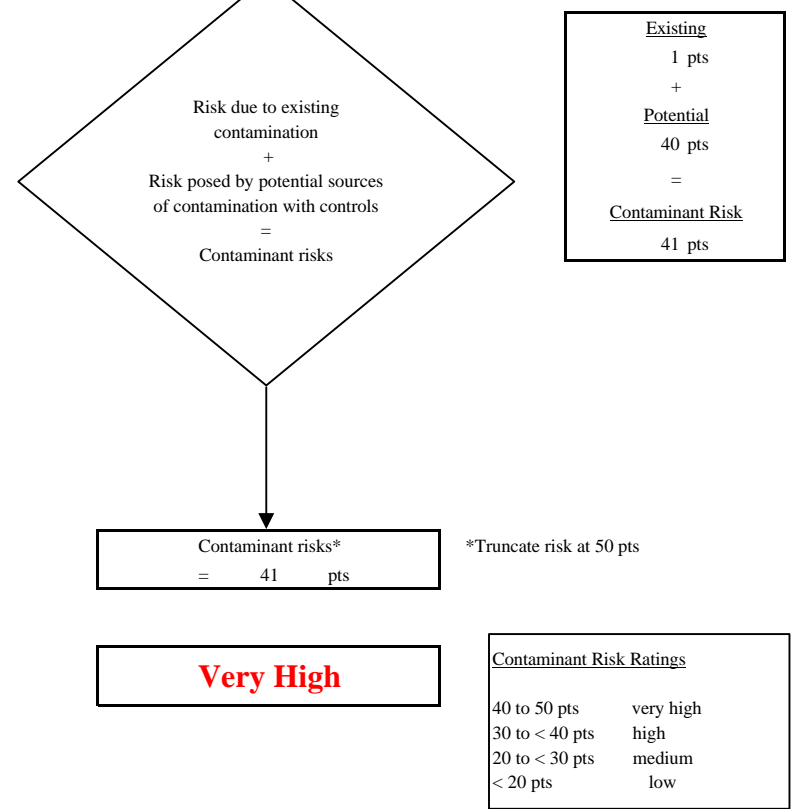 Risk due to existing
contamination
+
Risk posed by potential sources
of contamination with controls
=
Contaminant risks
Existing
1 pts
+
Potential
40 pts
=
Contaminant Risk
41 pts
Contaminant risks*
= 41 pts
*Truncate risk at 50 pts
Very High
Contaminant Risk Ratings
40 to 50 pts very high
30 to < 40 pts high
20 to < 30 pts medium
< 20 pts low